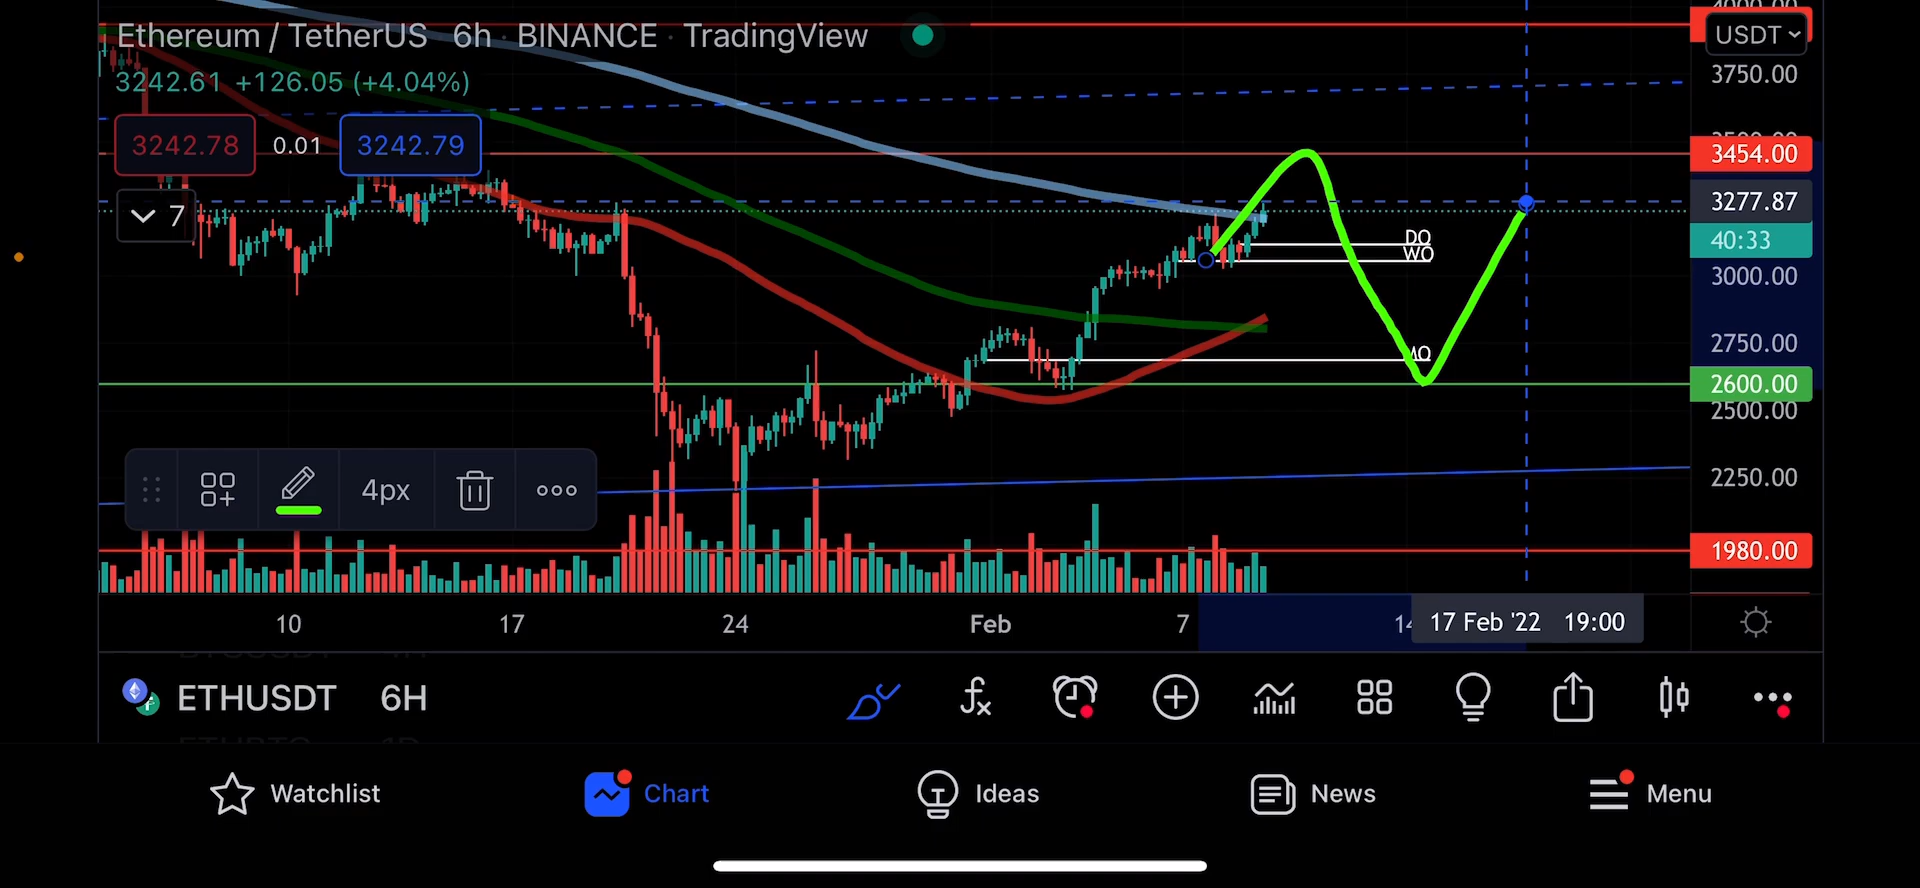 Ethereum / TetherUS · 6h · BINANCE · TradingView
USDT
3750.00
3242.61 +126.05 (+4.04%)
3242.78 0.01 3242.79
3454.00
7
3277.87
40:33
DO
WO
3000.00
2750.00
2600.00
2500.00
2250.00
4px
1980.00
10 17 24 Feb 7 17 Feb '22 19:00
ETHUSDT 6H
Watchlist Chart Ideas News Menu